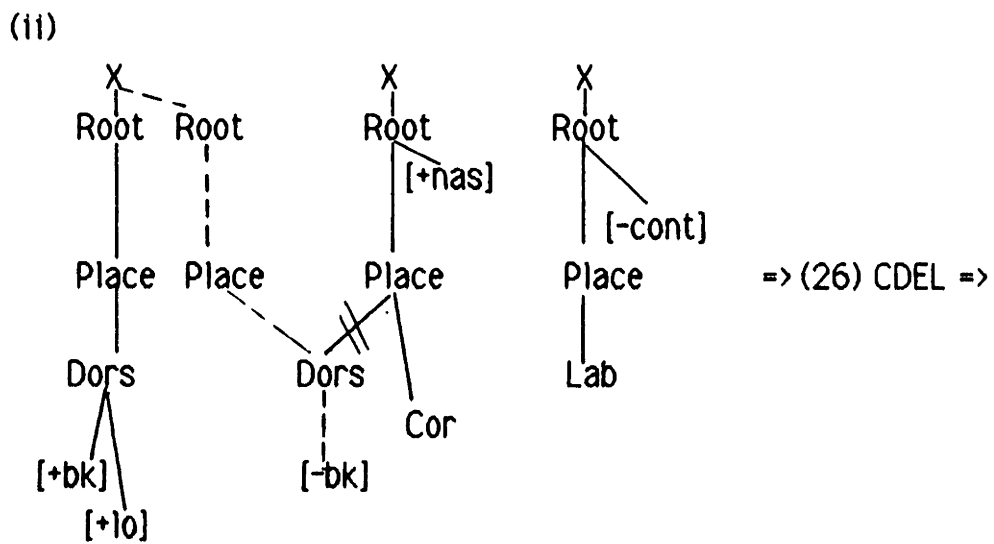 (ii)
X X X
Root Root Root Root
[+nas]
[-cont]
Place Place Place Place => (26) CDEL =>
Dors Dors Lab
Cor
[+bk] [-bk]
[+lo]